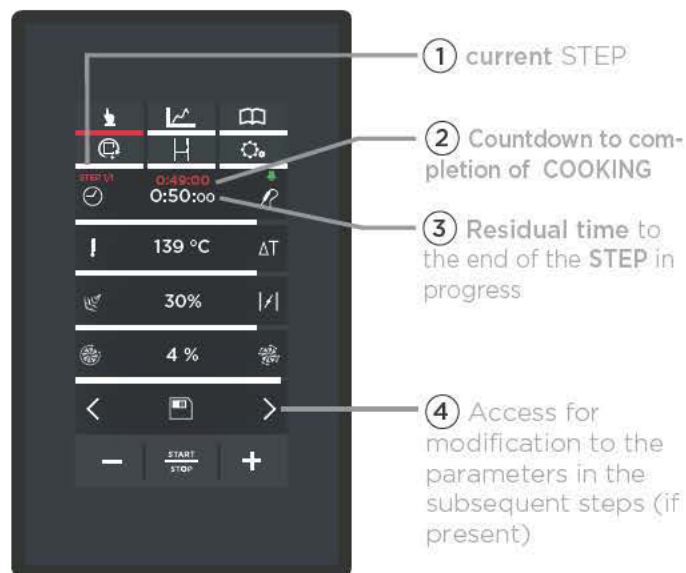 1 current STEP
2 Countdown to com-
pletion of COOKING
3 Residual time to
the end of the STEP in
progress
4 Access for
modification to the
parameters in the
subsequent steps (if
present)
STEP 1/1
0:49:00
0:50:00
139 °C
ΔT
30%
4 %
START
STOP